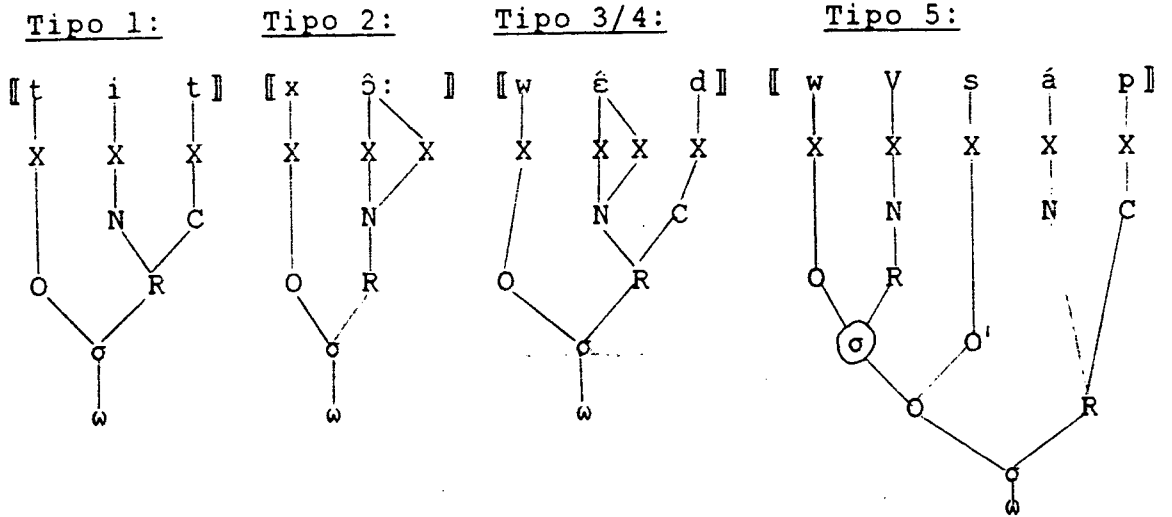 Tipo 1: Tipo 2: Tipo 3/4: Tipo 5:
⟦ t i t ⟧ ⟦ x ɔ̂: ⟧ ⟦ w ɛ́ d ⟧ ⟦ w V s á p ⟧
X X X X X X X X X X X X X X X
N C N N C N N C
O R O R O R O R
σ σ σ σ O'
ω ω ω O R
σ
ω